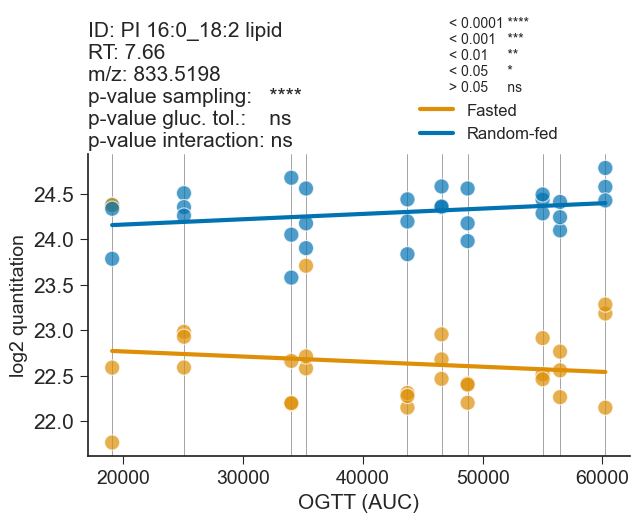 ID: PI 16:0_18:2 lipid
RT: 7.66
m/z: 833.5198
p-value sampling: ****
p-value gluc. tol.: ns
p-value interaction: ns
< 0.0001 ****
< 0.001 ***
< 0.01 **
< 0.05 *
> 0.05 ns
Fasted
Random-fed
log2 quantitation
24.5
24.0
23.5
23.0
22.5
22.0
20000 30000 40000 50000 60000
OGTT (AUC)